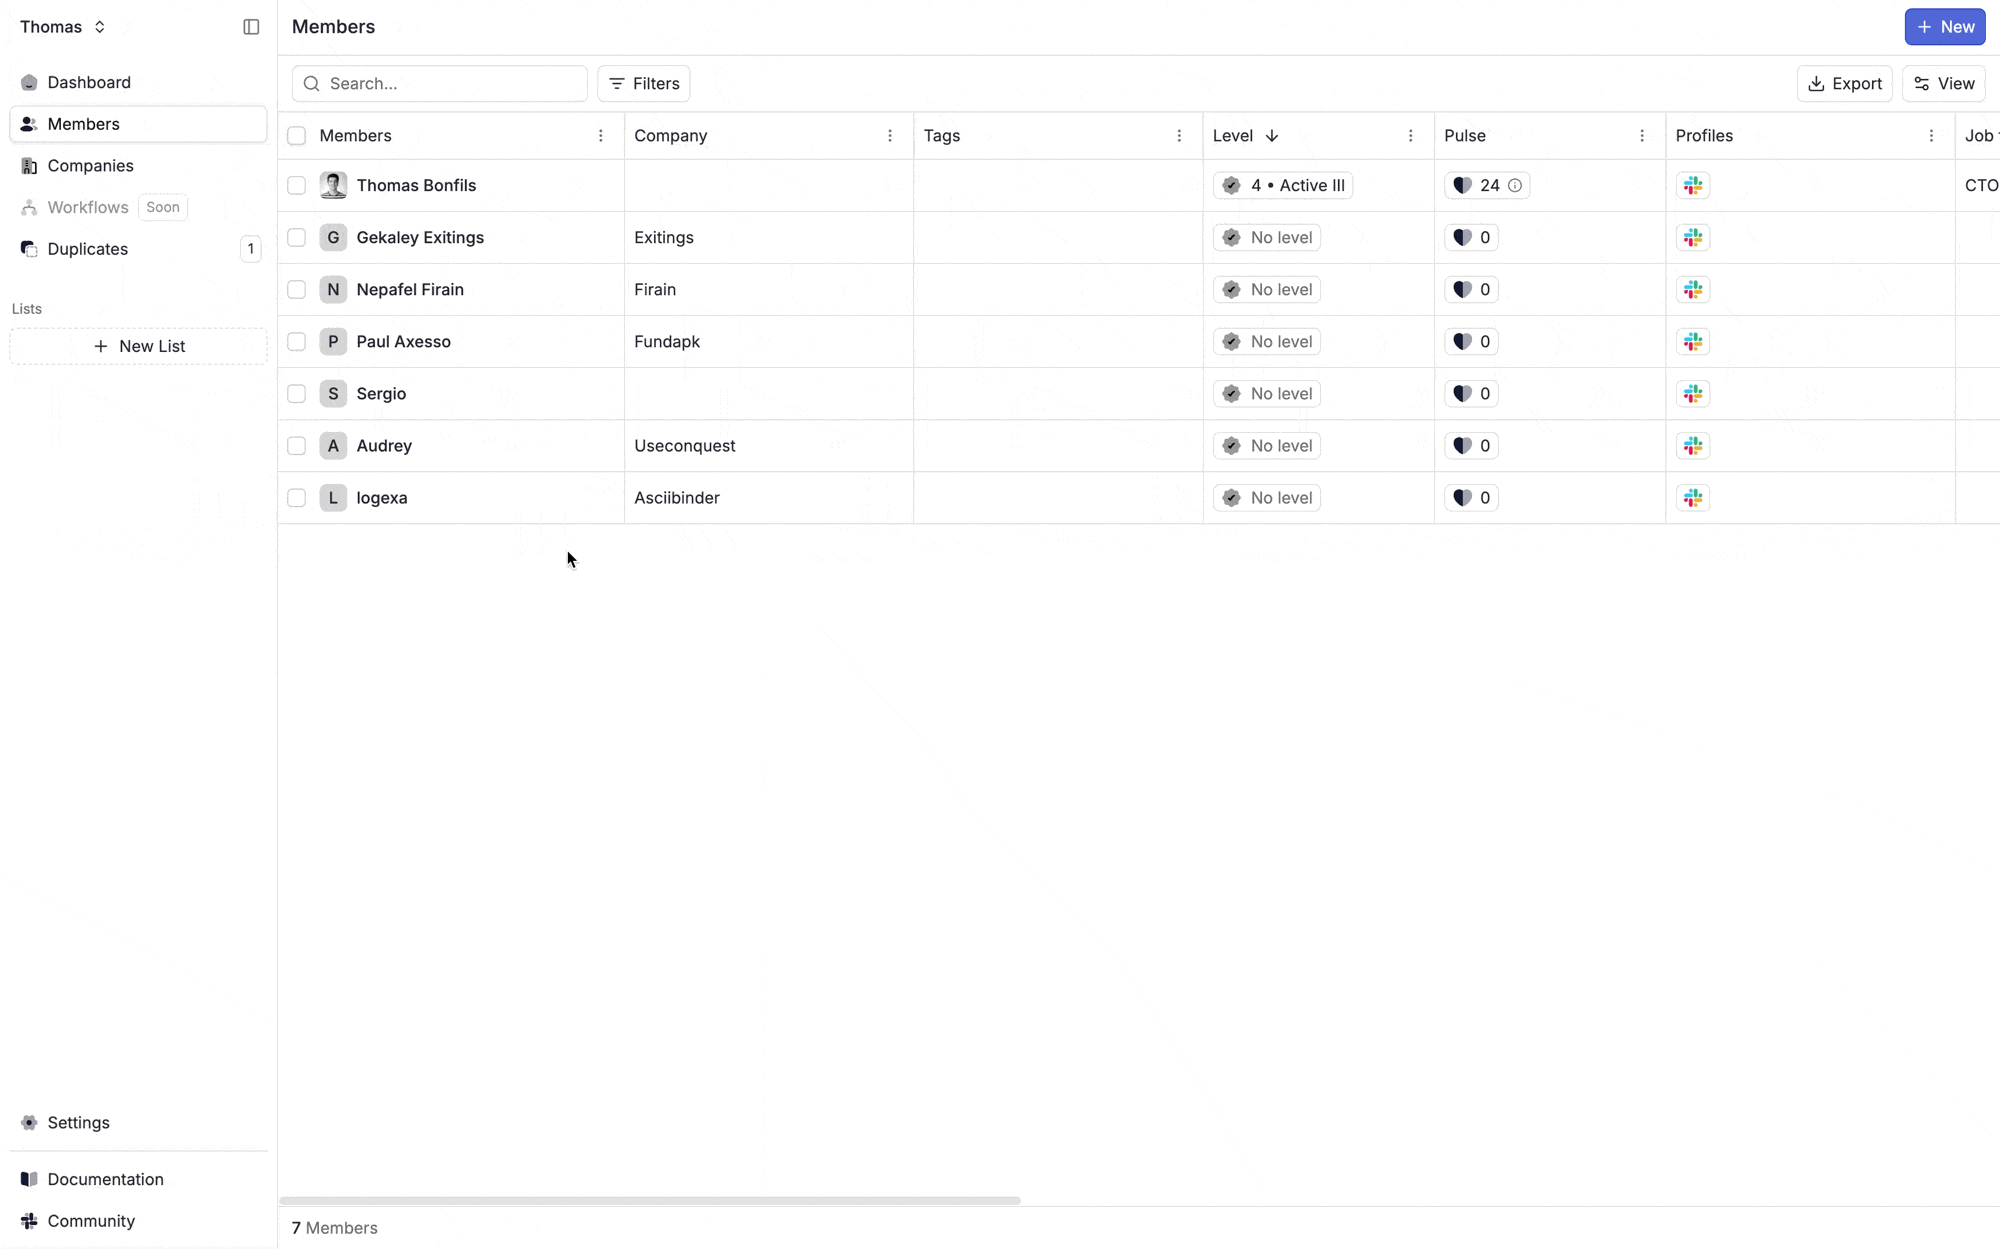 Thomas
Members
+ New
Dashboard
Members
Companies
Workflows Soon
Duplicates 1
Lists
+ New List
Search...
Filters
Export
View
Members Company Tags Level Pulse Profiles Job
Thomas Bonfils 4 • Active III 24 CTO
G Gekaley Exitings Exitings No level 0
N Nepafel Firain Firain No level 0
P Paul Axesso Fundapk No level 0
S Sergio No level 0
A Audrey Useconquest No level 0
L logexa Asciibinder No level 0
Settings
Documentation
Community
7 Members